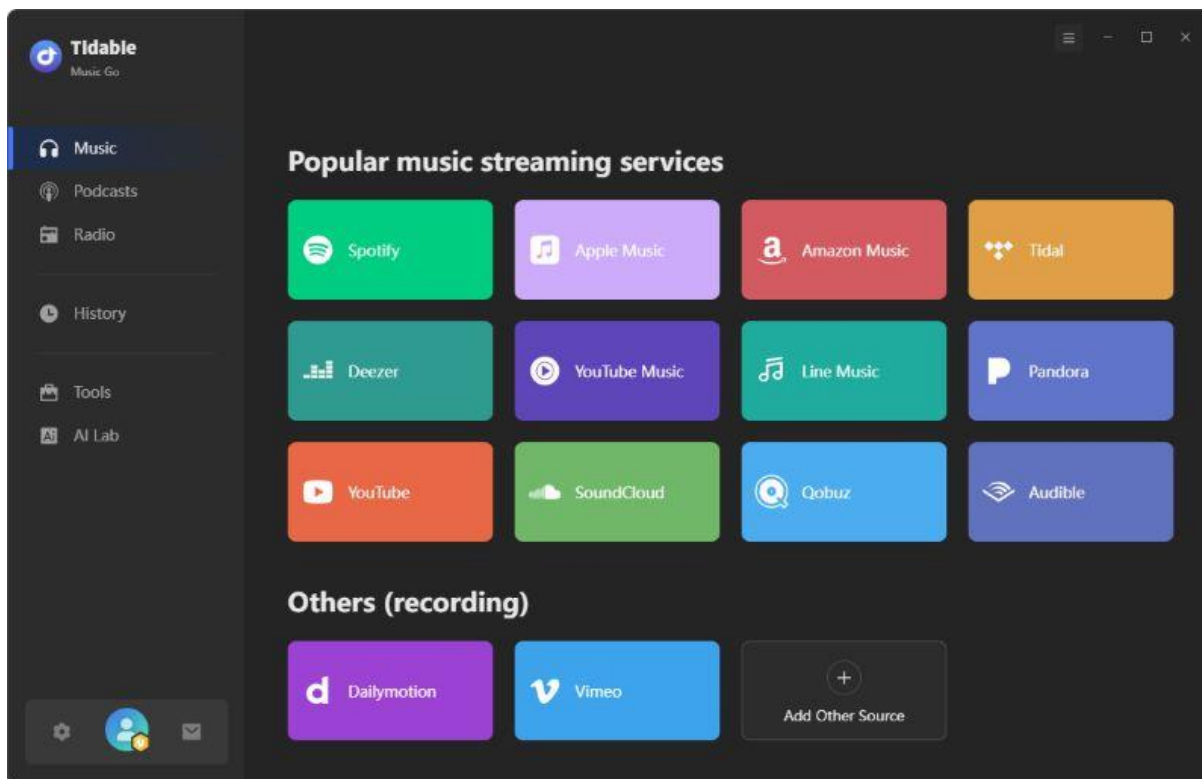 Tidable
Music Go
Music
Podcasts
Radio
History
Tools
AI Lab
Popular music streaming services
Spotify
Apple Music
Amazon Music
Tidal
Deezer
YouTube Music
Line Music
Pandora
YouTube
SoundCloud
Qobuz
Audible
Others (recording)
Dailymotion
Vimeo
Add Other Source